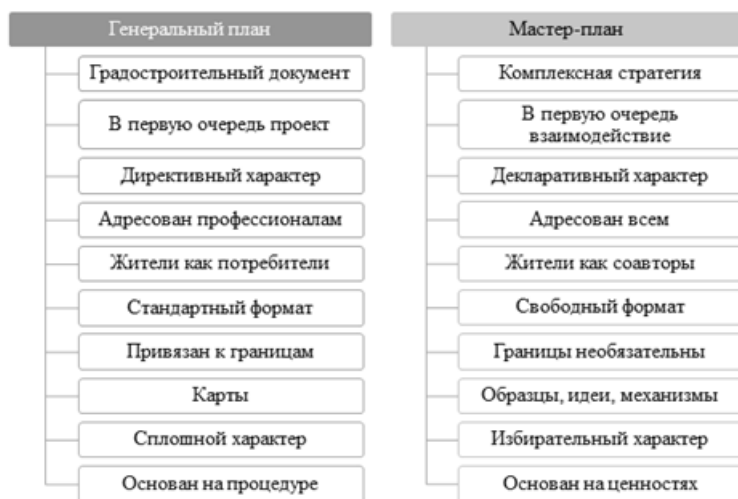 Генеральный план
Градостроительный документ
В первую очередь проект
Директивный характер
Адресован профессионалам
Жители как потребители
Стандартный формат
Привязан к границам
Карты
Сплошной характер
Основан на процедуре
Мастер-план
Комплексная стратегия
В первую очередь
взаимодействие
Декларативный характер
Адресован всем
Жители как соавторы
Свободный формат
Границы необязательны
Образцы, идеи, механизмы
Избирательный характер
Основан на ценностях